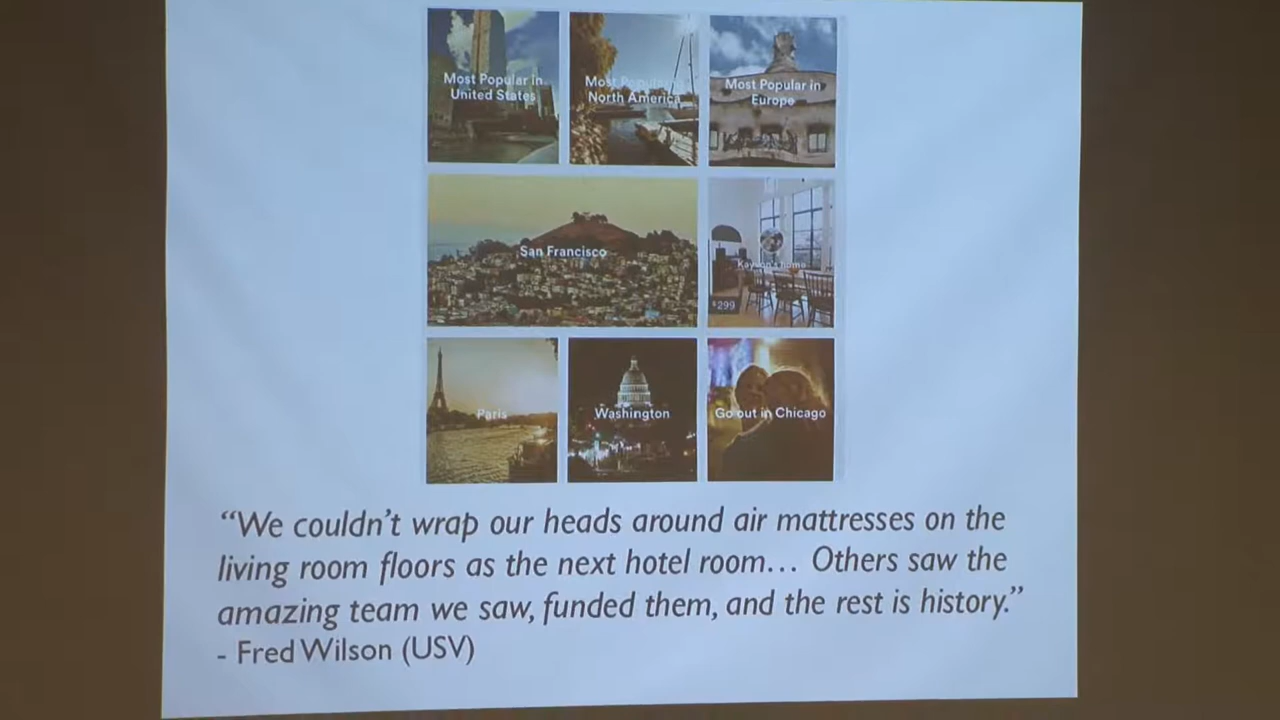 Most Popular in
United States
Most Popular in
North America
Most Popular in
Europe
San Francisco
Kayvon's home
$299
Paris
Washington
Go out in Chicago
“We couldn’t wrap our heads around air mattresses on the
living room floors as the next hotel room… Others saw the
amazing team we saw, funded them, and the rest is history.”
- Fred Wilson (USV)